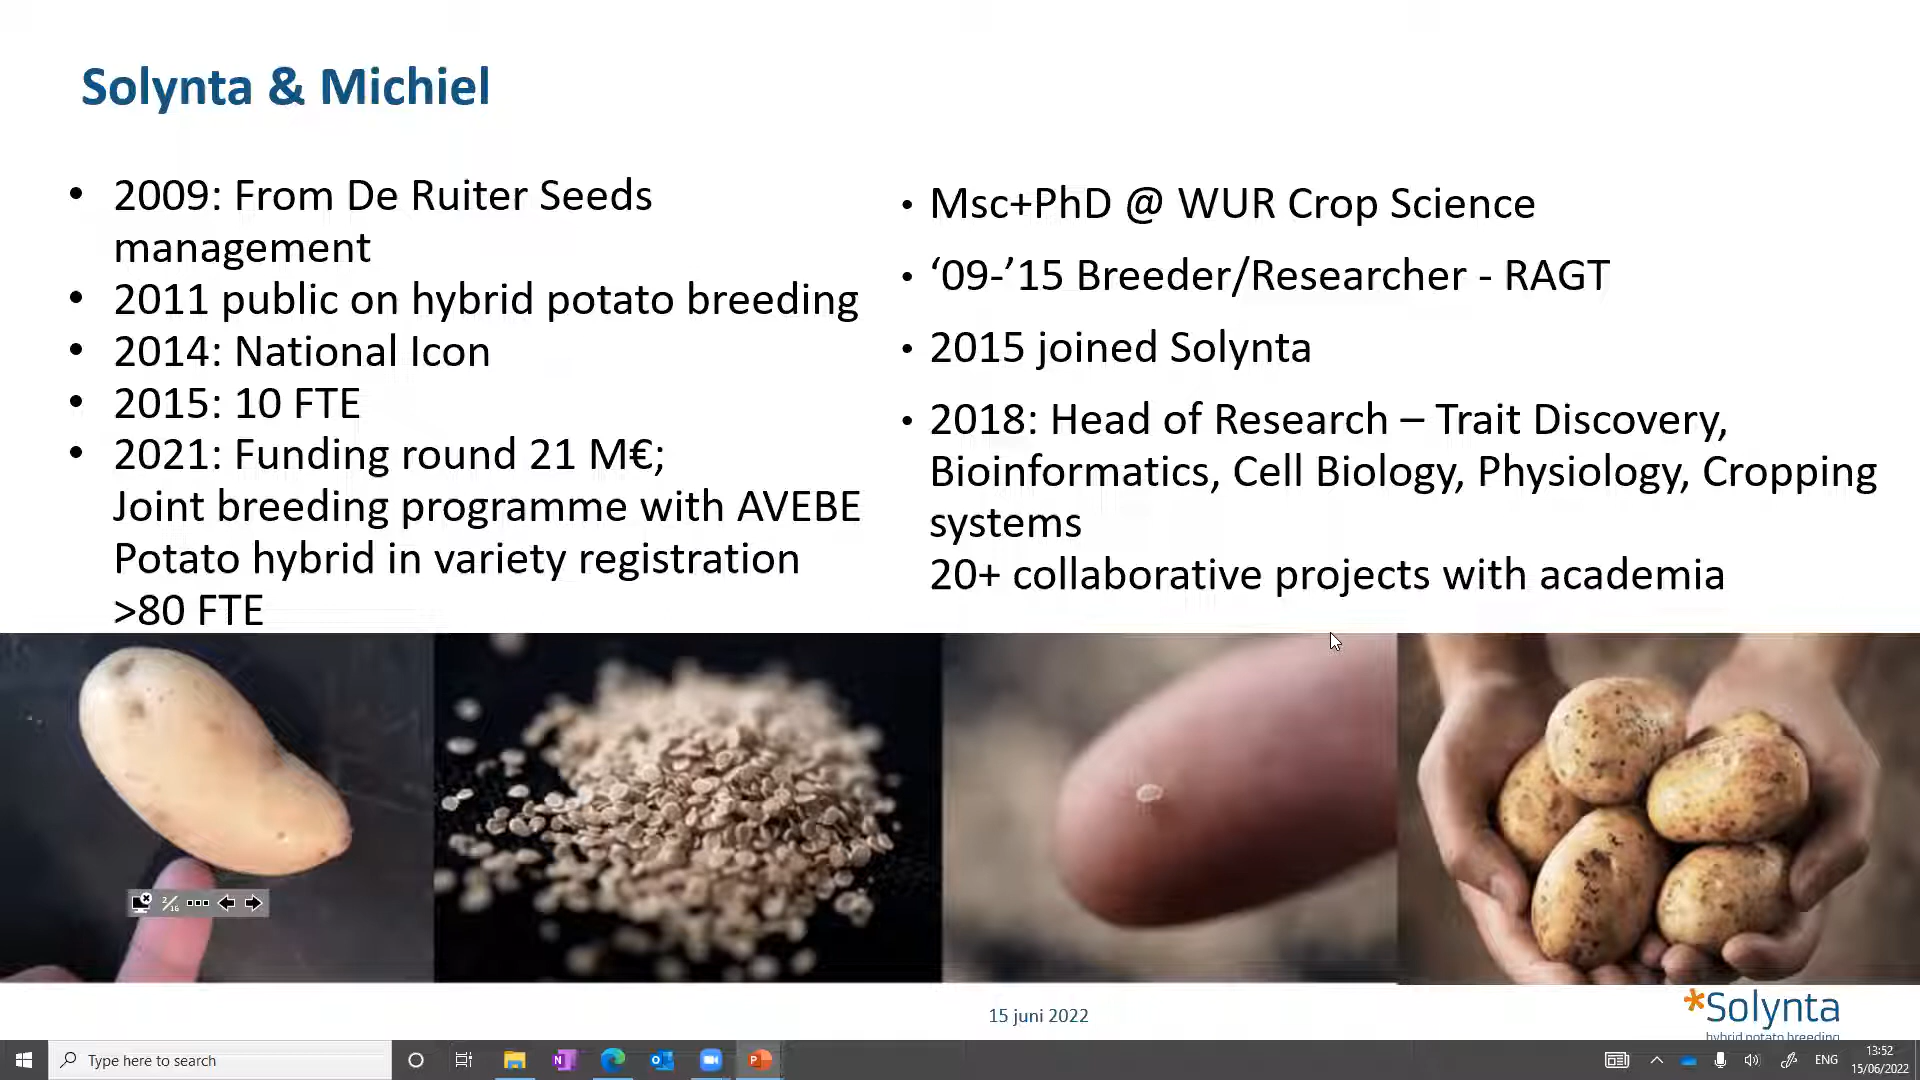 Solynta & Michiel
• 2009: From De Ruiter Seeds
management
• 2011 public on hybrid potato breeding
• 2014: National Icon
• 2015: 10 FTE
• 2021: Funding round 21 M€;
Joint breeding programme with AVEBE
Potato hybrid in variety registration
>80 FTE
• Msc+PhD @ WUR Crop Science
• ‘09-’15 Breeder/Researcher - RAGT
• 2015 joined Solynta
• 2018: Head of Research – Trait Discovery,
Bioinformatics, Cell Biology, Physiology, Cropping
systems
20+ collaborative projects with academia
2/16
15 juni 2022
*Solynta
hybrid potato breeding
Type here to search
ENG
13:52
15/06/2022